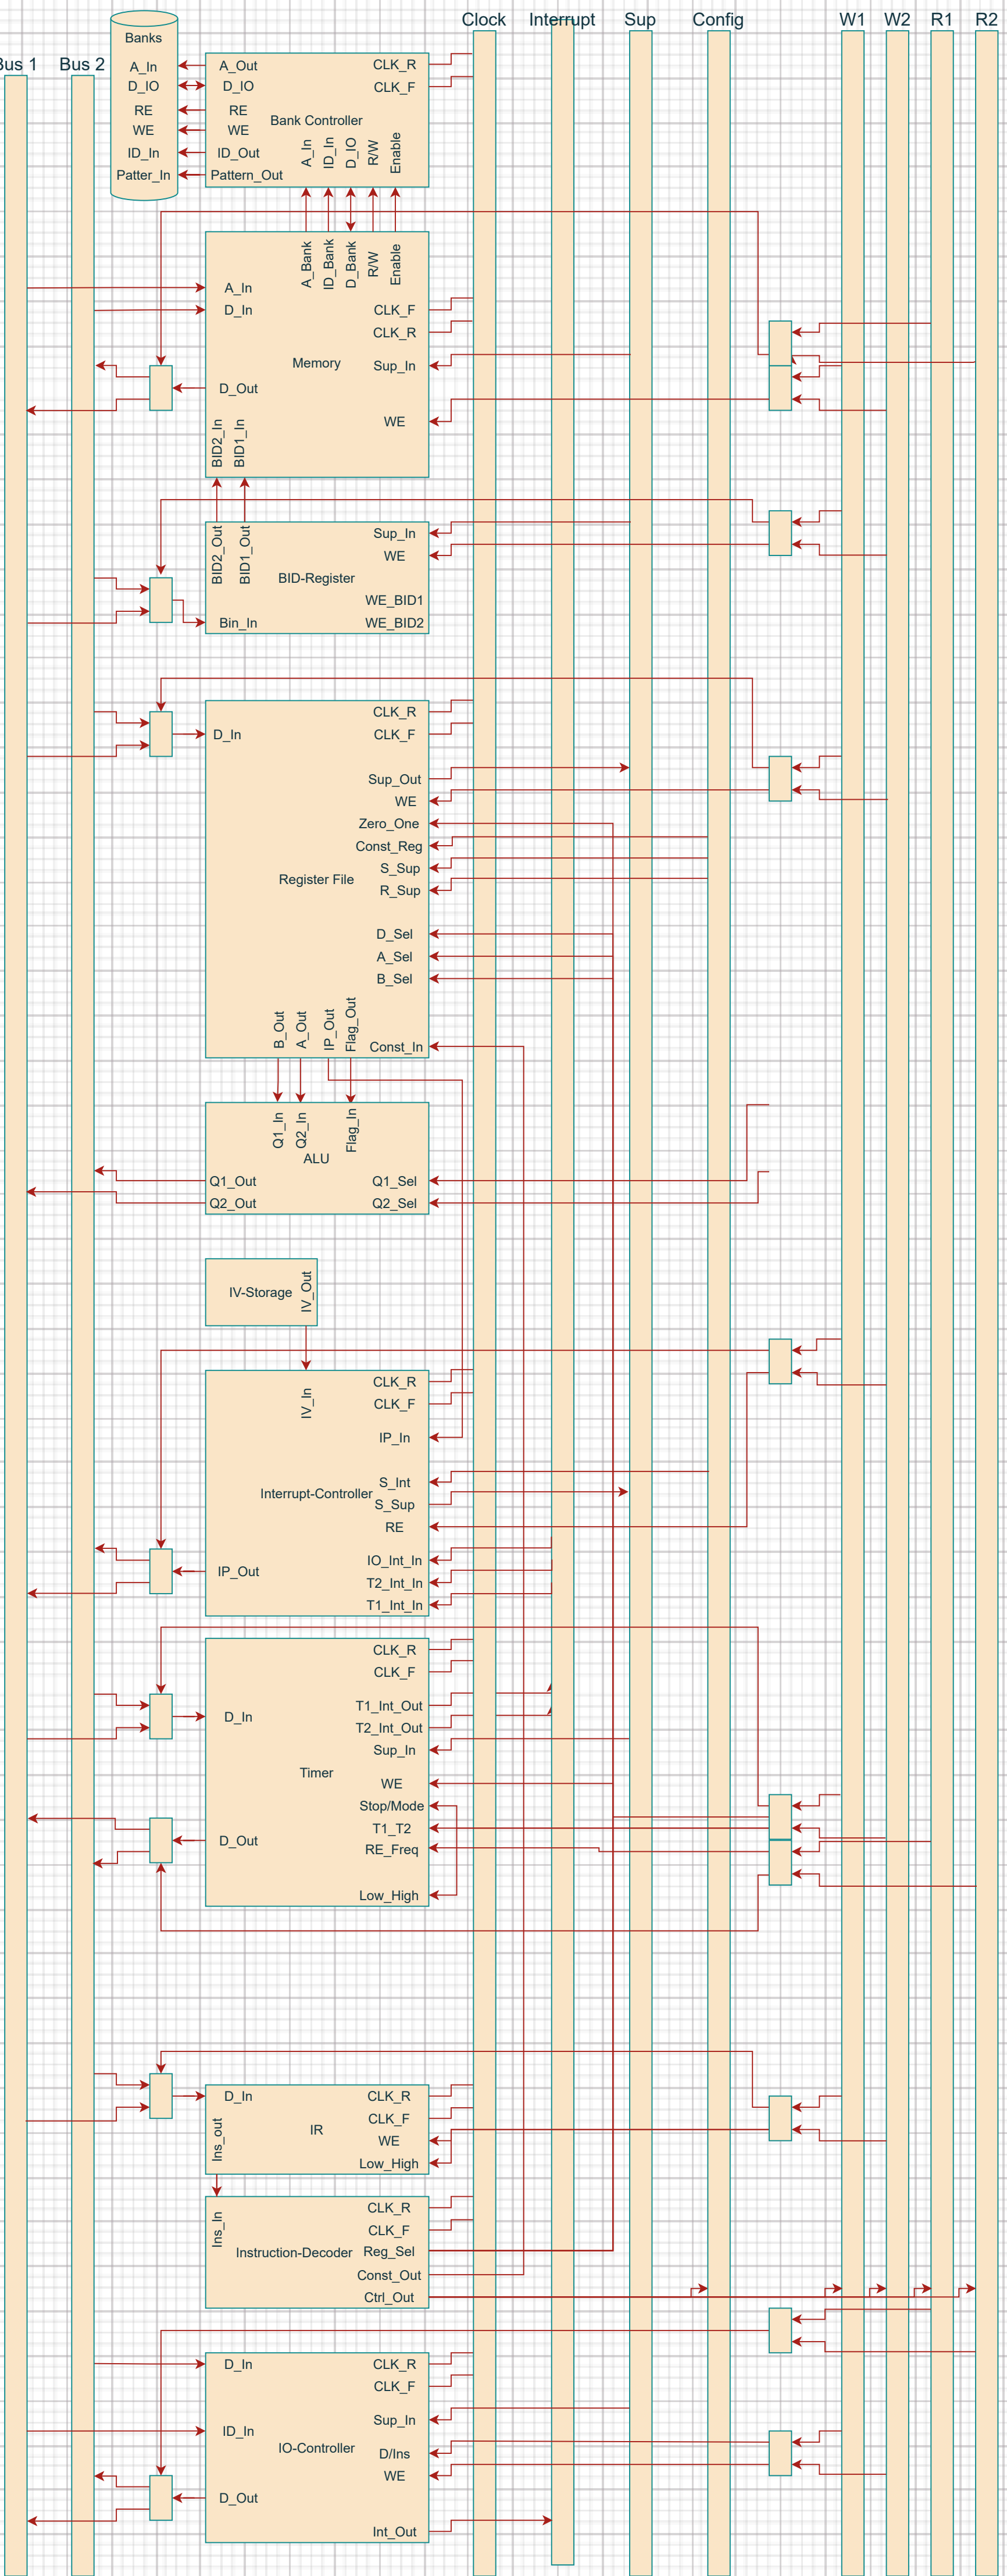 Clock Interrupt Sup Config W1 W2 R1 R2
Bus 1 Bus 2
Banks
A_In
D_IO
RE
WE
ID_In
Patter_In
A_Out
D_IO
RE
WE
ID_Out
Pattern_Out
CLK_R
CLK_F
Bank Controller
A_In
ID_In
D_IO
R/W
Enable
A_Bank
ID_Bank
D_Bank
R/W
Enable
A_In
D_In
CLK_F
CLK_R
Memory
Sup_In
D_Out
WE
BID2_In
BID1_In
BID2_Out
BID1_Out
Sup_In
WE
BID-Register
WE_BID1
Bin_In
WE_BID2
CLK_R
D_In
CLK_F
Sup_Out
WE
Zero_One
Const_Reg
S_Sup
Register File
R_Sup
D_Sel
A_Sel
B_Sel
B_Out
A_Out
IP_Out
Flag_Out
Const_In
Q1_In
Q2_In
Flag_In
ALU
Q1_Out
Q1_Sel
Q2_Out
Q2_Sel
IV-Storage
IV_Out
IV_In
CLK_R
CLK_F
IP_In
S_Int
Interrupt-Controller
S_Sup
RE
IO_Int_In
IP_Out
T2_Int_In
T1_Int_In
CLK_R
CLK_F
T1_Int_Out
D_In
T2_Int_Out
Sup_In
Timer
WE
Stop/Mode
T1_T2
D_Out
RE_Freq
Low_High
D_In
CLK_R
CLK_F
IR
WE
Ins_out
Low_High
Ins_In
CLK_R
CLK_F
Instruction-Decoder
Reg_Sel
Const_Out
Ctrl_Out
D_In
CLK_R
CLK_F
Sup_In
ID_In
IO-Controller
D/Ins
WE
D_Out
Int_Out